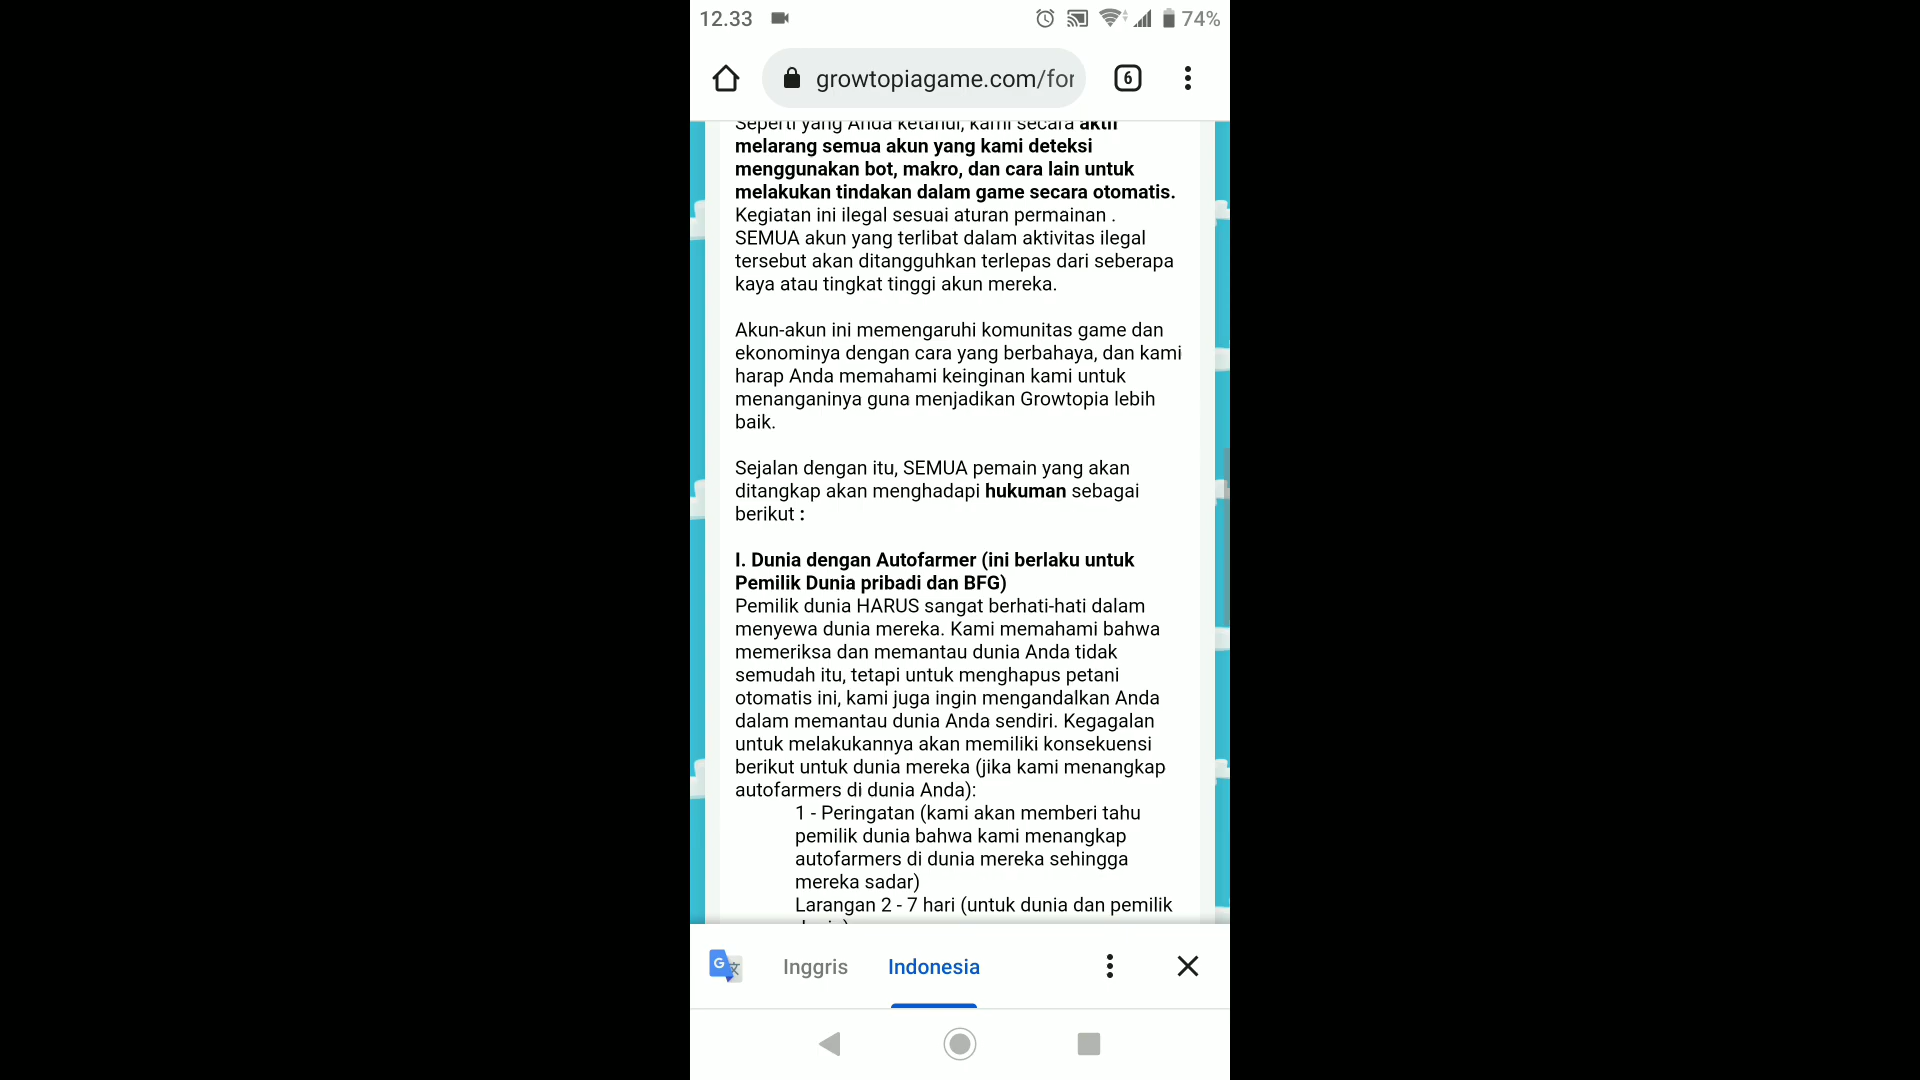 12.33
74%
growtopiagame.com/for
6
Seperti yang Anda ketahui, kami secara aktif
melarang semua akun yang kami deteksi
menggunakan bot, makro, dan cara lain untuk
melakukan tindakan dalam game secara otomatis.
Kegiatan ini ilegal sesuai aturan permainan .
SEMUA akun yang terlibat dalam aktivitas ilegal
tersebut akan ditangguhkan terlepas dari seberapa
kaya atau tingkat tinggi akun mereka.
Akun-akun ini memengaruhi komunitas game dan
ekonominya dengan cara yang berbahaya, dan kami
harap Anda memahami keinginan kami untuk
menanganinya guna menjadikan Growtopia lebih
baik.
Sejalan dengan itu, SEMUA pemain yang akan
ditangkap akan menghadapi hukuman sebagai
berikut :
I. Dunia dengan Autofarmer (ini berlaku untuk
Pemilik Dunia pribadi dan BFG)
Pemilik dunia HARUS sangat berhati-hati dalam
menyewa dunia mereka. Kami memahami bahwa
memeriksa dan memantau dunia Anda tidak
semudah itu, tetapi untuk menghapus petani
otomatis ini, kami juga ingin mengandalkan Anda
dalam memantau dunia Anda sendiri. Kegagalan
untuk melakukannya akan memiliki konsekuensi
berikut untuk dunia mereka (jika kami menangkap
autofarmers di dunia Anda):
1 - Peringatan (kami akan memberi tahu
pemilik dunia bahwa kami menangkap
autofarmers di dunia mereka sehingga
mereka sadar)
Larangan 2 - 7 hari (untuk dunia dan pemilik
G 文
Inggris
Indonesia